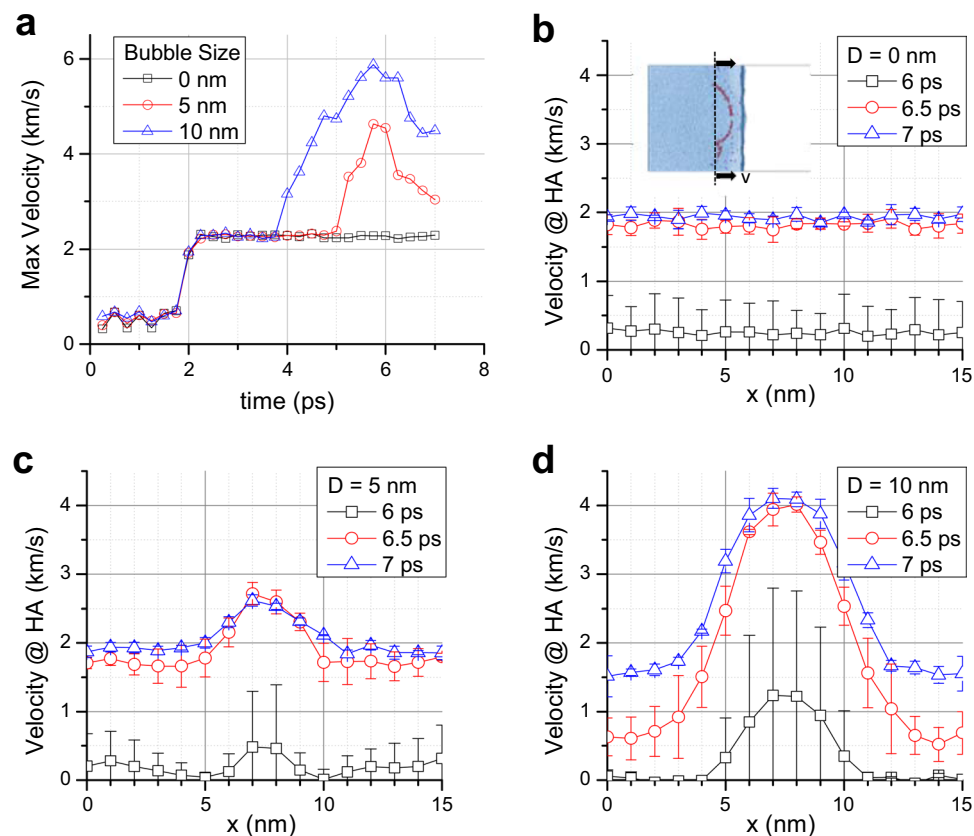 a
Bubble Size
0 nm
5 nm
10 nm
Max Velocity (km/s)
6
4
2
0
0 2 4 6 8
time (ps)
b
D = 0 nm
6 ps
6.5 ps
7 ps
v
Velocity @ HA (km/s)
4
3
2
1
0
0 5 10 15
x (nm)
c
D = 5 nm
6 ps
6.5 ps
7 ps
Velocity @ HA (km/s)
4
3
2
1
0
0 5 10 15
x (nm)
d
D = 10 nm
6 ps
6.5 ps
7 ps
Velocity @ HA (km/s)
4
3
2
1
0
0 5 10 15
x (nm)